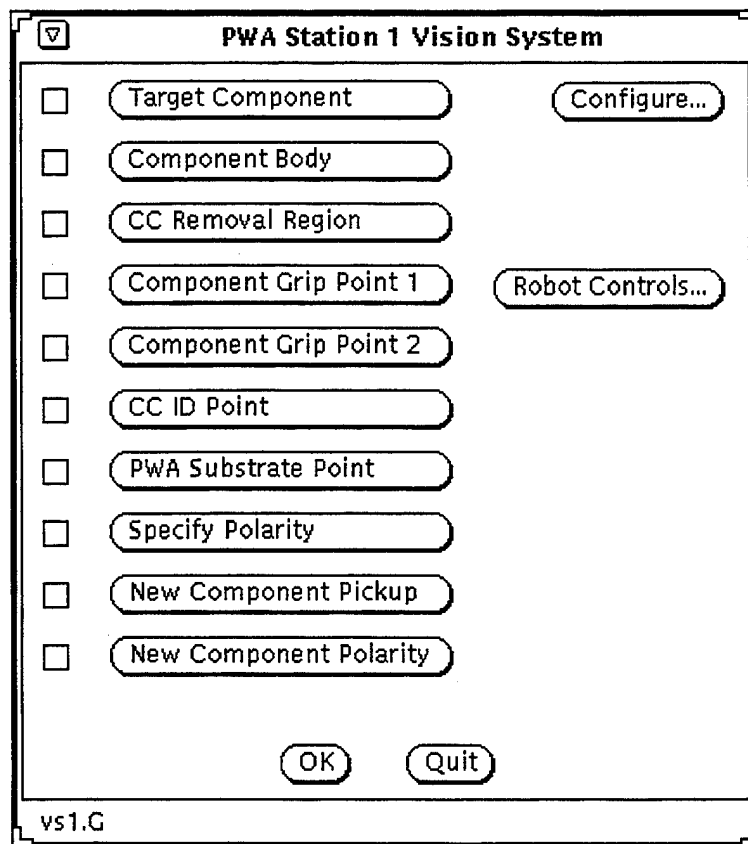 PWA Station 1 Vision System
Target Component
Configure...
Component Body
CC Removal Region
Component Grip Point 1
Robot Controls...
Component Grip Point 2
CC ID Point
PWA Substrate Point
Specify Polarity
New Component Pickup
New Component Polarity
OK
Quit
vs1.G